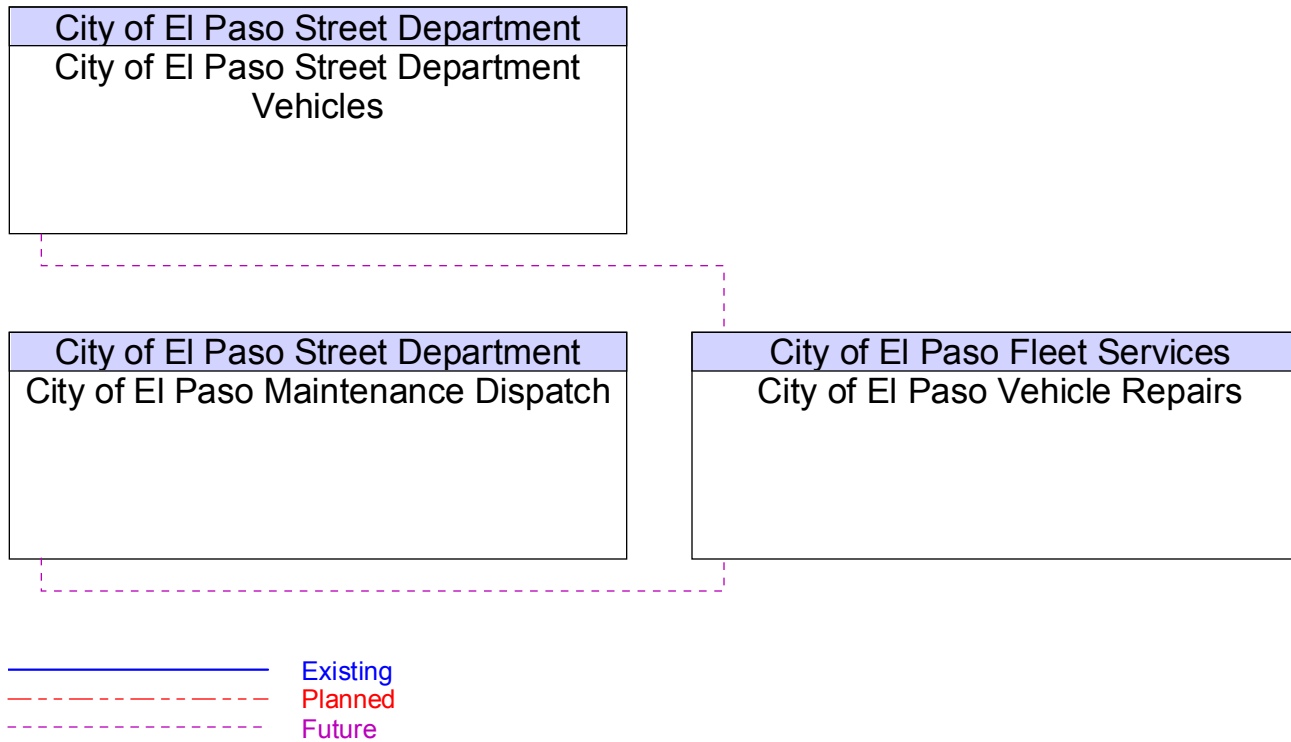 City of El Paso Street Department
City of El Paso Street Department
Vehicles
City of El Paso Street Department
City of El Paso Maintenance Dispatch
City of El Paso Fleet Services
City of El Paso Vehicle Repairs
Existing
Planned
Future